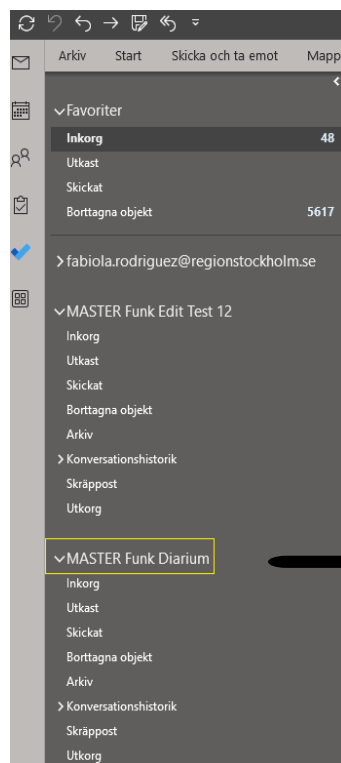 Arkiv Start Skicka och ta emot Mapp
Favoriter
Inkorg 48
Utkast
Skickat
Borttagna objekt 5617
fabiola.rodriguez@regionstockholm.se
MASTER Funk Edit Test 12
Inkorg
Utkast
Skickat
Borttagna objekt
Arkiv
Konversationshistorik
Skräppost
Utkorg
MASTER Funk Diarium
Inkorg
Utkast
Skickat
Borttagna objekt
Arkiv
Konversationshistorik
Skräppost
Utkorg